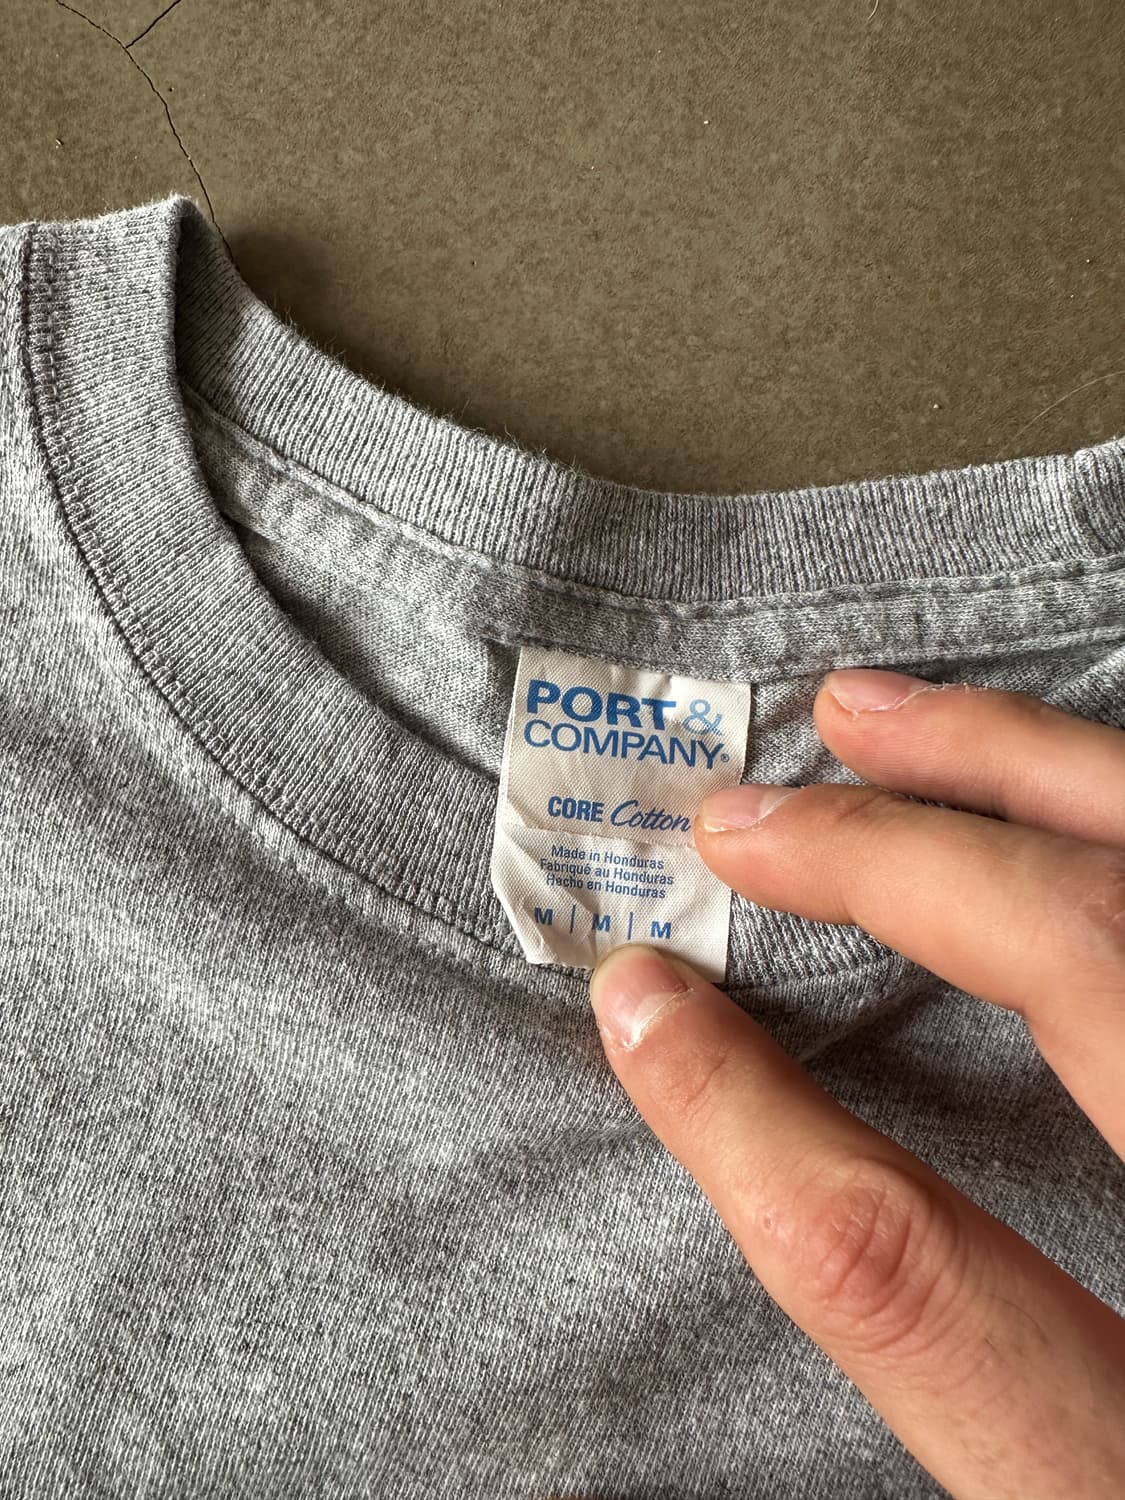 PORT &
COMPANY®
CORE Cotton
Made in Honduras
Fabriqué au Honduras
Hecho en Honduras
M | M | M